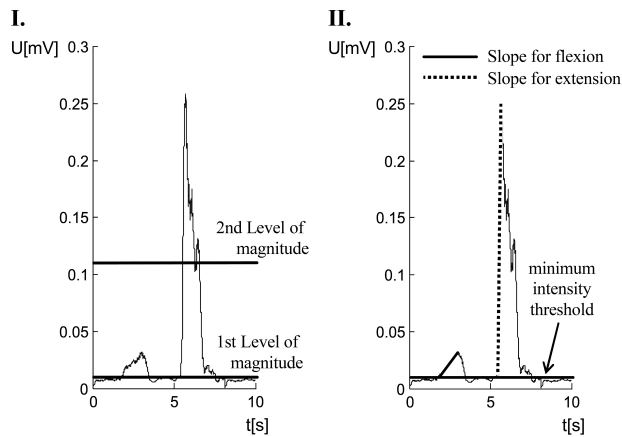 I.
U[mV]
0.3
0.25
0.2
0.15
0.1
0.05
0
2nd Level of
magnitude
1st Level of
magnitude
0
5
10
t[s]
II.
U[mV]
0.3
0.25
0.2
0.15
0.1
0.05
0
Slope for flexion
Slope for extension
minimum
intensity
threshold
0
5
10
t[s]